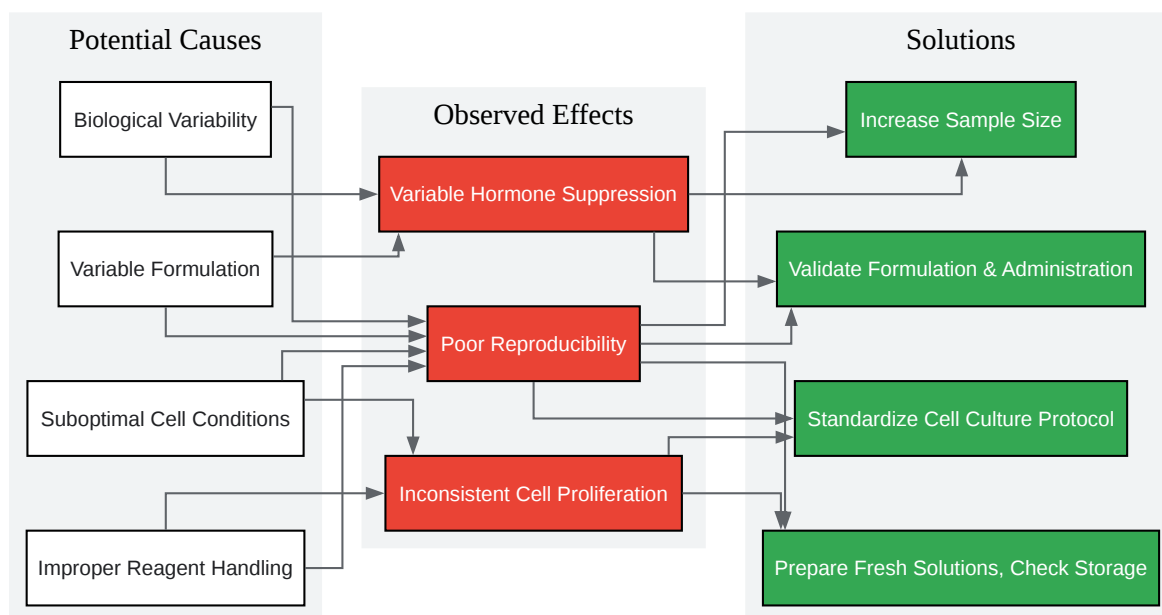 Potential Causes
Biological Variability
Variable Formulation
Suboptimal Cell Conditions
Improper Reagent Handling
Observed Effects
Variable Hormone Suppression
Poor Reproducibility
Inconsistent Cell Proliferation
Solutions
Increase Sample Size
Validate Formulation & Administration
Standardize Cell Culture Protocol
Prepare Fresh Solutions, Check Storage